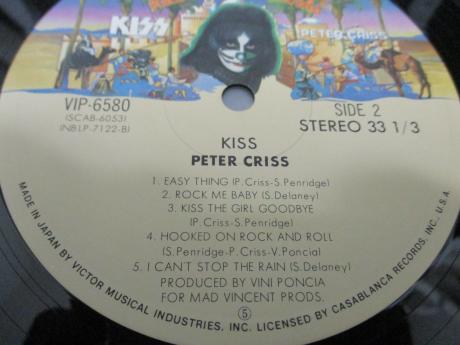 KISS
PETER CRISS
VIP-6580
(SCAB-6053)
(NBLP-7122-B)
SIDE 2
STEREO 33 1/3
KISS
PETER CRISS
1. EASY THING (P. Criss-S. Penridge)
2. ROCK ME BABY (S. Delaney)
3. KISS THE GIRL GOODBYE
(P. Criss-S. Penridge)
4. HOOKED ON ROCK AND ROLL
(S. Penridge-P. Criss-V. Poncia)
5. I CAN'T STOP THE RAIN (S. Delaney)
PRODUCED BY VINI PONCIA
FOR MAD VINCENT PRODS.
5
MADE IN JAPAN BY VICTOR MUSICAL INDUSTRIES, INC. LICENSED BY CASABLANCA RECORDS, INC. U.S.A.